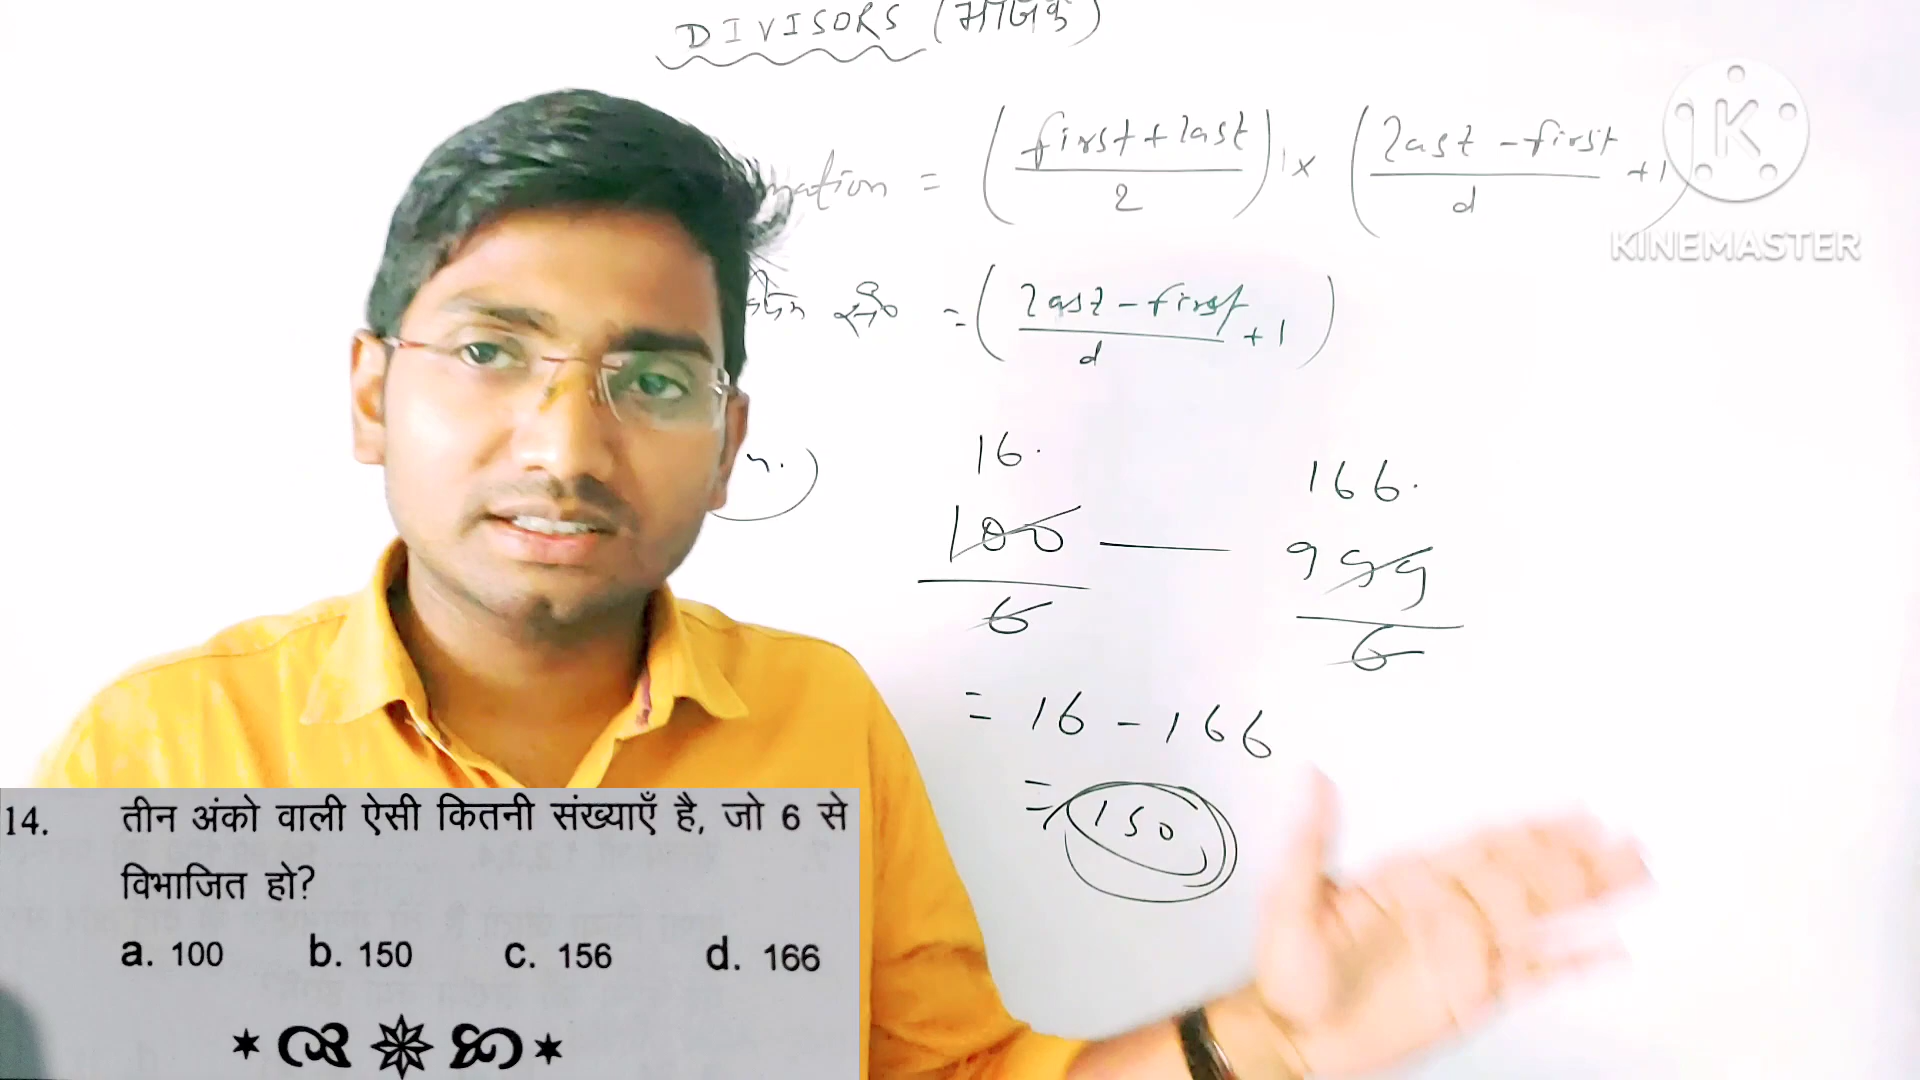 DIVISORS (भाजक)
= (first + last / 2) × (last - first / d + 1)
सं० = (last - first / d + 1)
16.
166.
100 — 999
6
6
= 16 - 166
= 150
K
KINEMASTER
14. तीन अंको वाली ऐसी कितनी संख्याएँ है, जो 6 से
विभाजित हो?
a. 100 b. 150 c. 156 d. 166